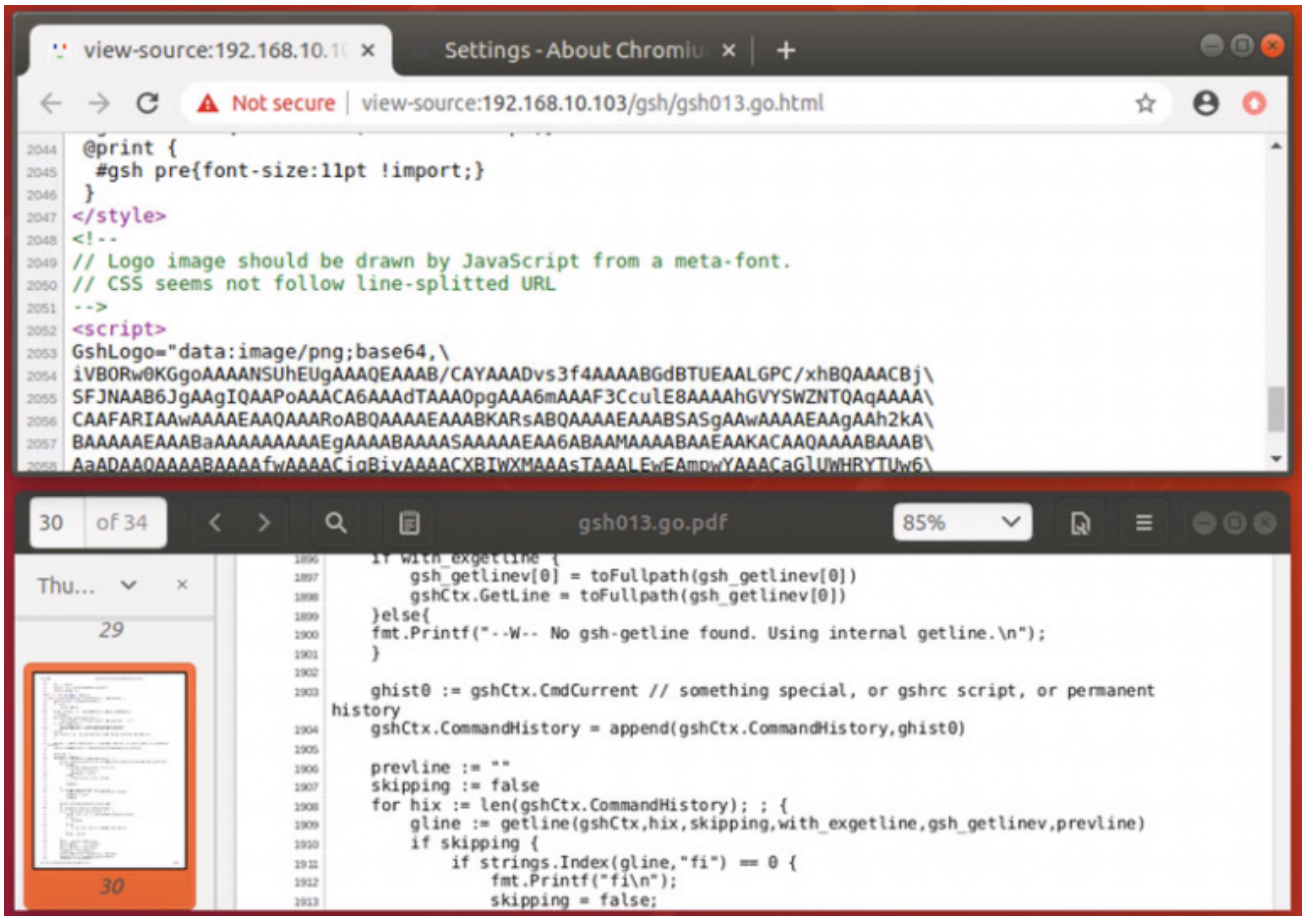 view-source:192.168.10.10 ×
Settings - About Chromiu ×
+
Not secure | view-source:192.168.10.103/gsh/gsh013.go.html
2044 @print {
2045 #gsh pre{font-size:11pt !import;}
2046 }
2047 </style>
2048 <!--
2049 // Logo image should be drawn by JavaScript from a meta-font.
2050 // CSS seems not follow line-splitted URL
2051 -->
2052 <script>
2053 GshLogo="data:image/png;base64,\
2054 iVBORw0KGgoAAAANSUhEUgAAAQEAAAB/CAYAAADvs3f4AAAABGdBTUEAALGPC/xhBQAAACBj\
2055 SFJNAAB6JgAAgIQAAPoAAACA6AAAdTAAAOpgAAA6mAAAF3CculE8AAAAhGVYSWZNTQAqAAAA\
2056 CAAFARIAAwAAAAEAAQAAARoABQAAAAEAAABKARsABQAAAAEAAABSASgAAwAAAAEAAgAAh2kA\
2057 BAAAAAEAAABaAAAAAAAAAEgAAAABAAAASAAAAAEAA6ABAAMAAAABAAEAAKACAAQAAAABAAAB\
2058 AaADAAQAAAABAAAAfwAAAACjgBiyAAAACXBIWXMAAAsTAAALEwEAmpwYAAACaGlUWHRYTUw6\
30 of 34
gsh013.go.pdf
85%
Thu...
×
29
30
1896 if with_exgetline {
1897 gsh_getlinev[0] = toFullpath(gsh_getlinev[0])
1898 gshCtx.GetLine = toFullpath(gsh_getlinev[0])
1899 }else{
1900 fmt.Printf("--W-- No gsh-getline found. Using internal getline.\n");
1901 }
1902
1903 ghist0 := gshCtx.CmdCurrent // something special, or gshrc script, or permanent
history
1904 gshCtx.CommandHistory = append(gshCtx.CommandHistory,ghist0)
1905
1906 prevline := ""
1907 skipping := false
1908 for hix := len(gshCtx.CommandHistory); ; {
1909 gline := getline(gshCtx,hix,skipping,with_exgetline,gsh_getlinev,prevline)
1910 if skipping {
1911 if strings.Index(gline,"fi") == 0 {
1912 fmt.Printf("fi\n");
1913 skipping = false;